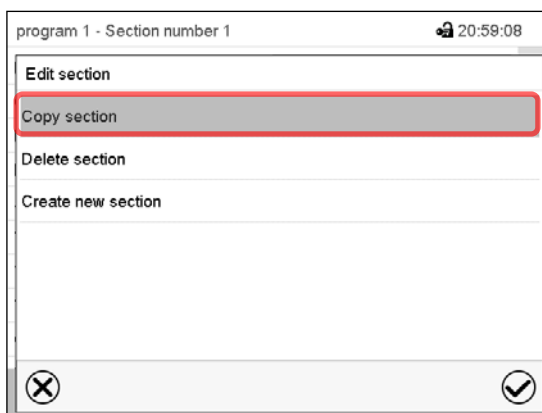 program 1 - Section number 1 20:59:08
Edit section
Copy section
Delete section
Create new section